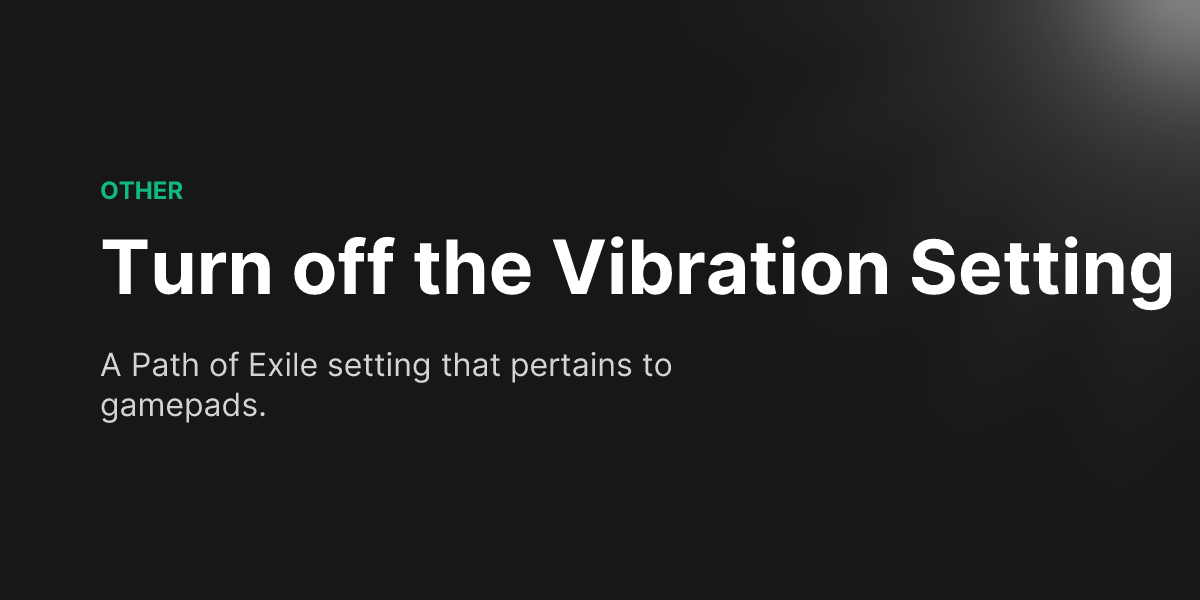 OTHER
Turn off the Vibration Setting
A Path of Exile setting that pertains to
gamepads.